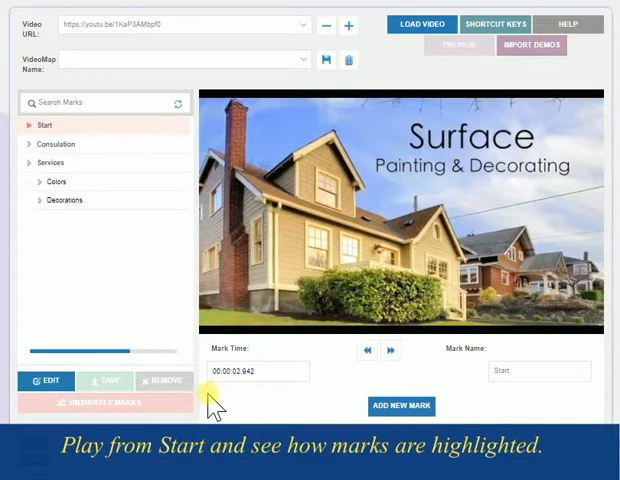 Video URL:
https://youtu.be/1KaP3AMbpf0
LOAD VIDEO
SHORTCUT KEYS
HELP
PREVIEW
IMPORT DEMOS
VideoMap Name:
Search Marks
Start
Consulation
Services
Colors
Decorations
Surface
Painting & Decorating
Mark Time:
Mark Name:
00:00:02.942
Start
EDIT
SAVE
REMOVE
UNSHUFFLE MARKS
ADD NEW MARK
Play from Start and see how marks are highlighted.